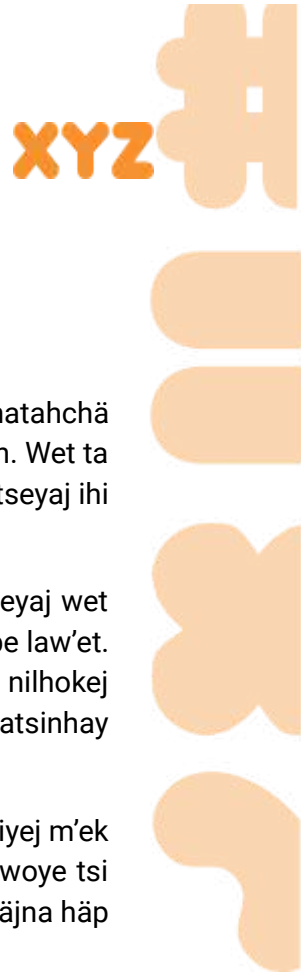 XYZ
natahchä
n. Wet ta
tseyaj ihi
eyaj wet
pe law’et.
nilhokej
atsinhay
iyej m’ek
woye tsi
äjna häp